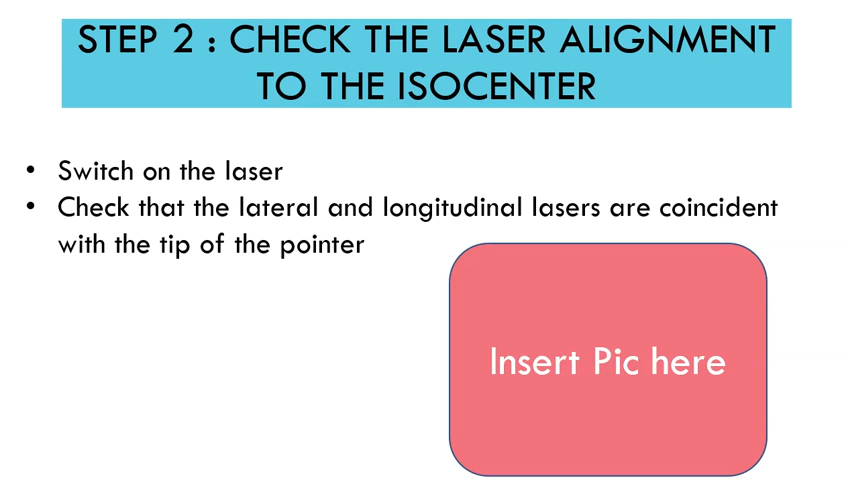 STEP 2 : CHECK THE LASER ALIGNMENT
TO THE ISOCENTER
• Switch on the laser
• Check that the lateral and longitudinal lasers are coincident
with the tip of the pointer
Insert Pic here